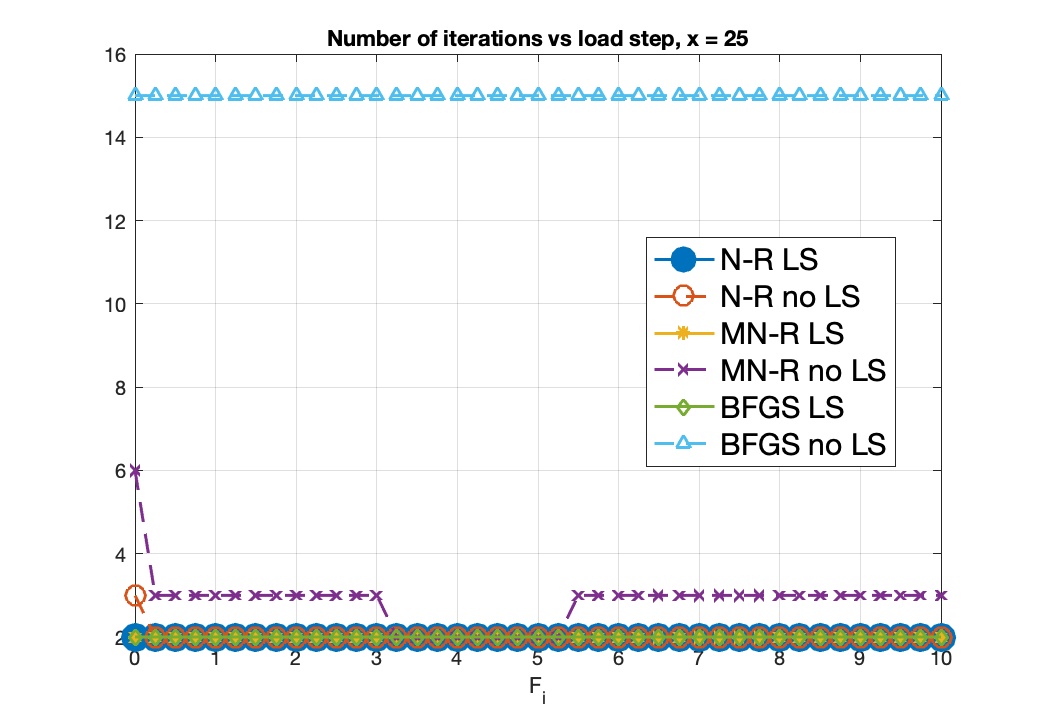 Number of iterations vs load step, x = 25
16
14
12
10
8
6
4
2
0 1 2 3 4 5 6 7 8 9 10
F_i
N-R LS
N-R no LS
MN-R LS
MN-R no LS
BFGS LS
BFGS no LS